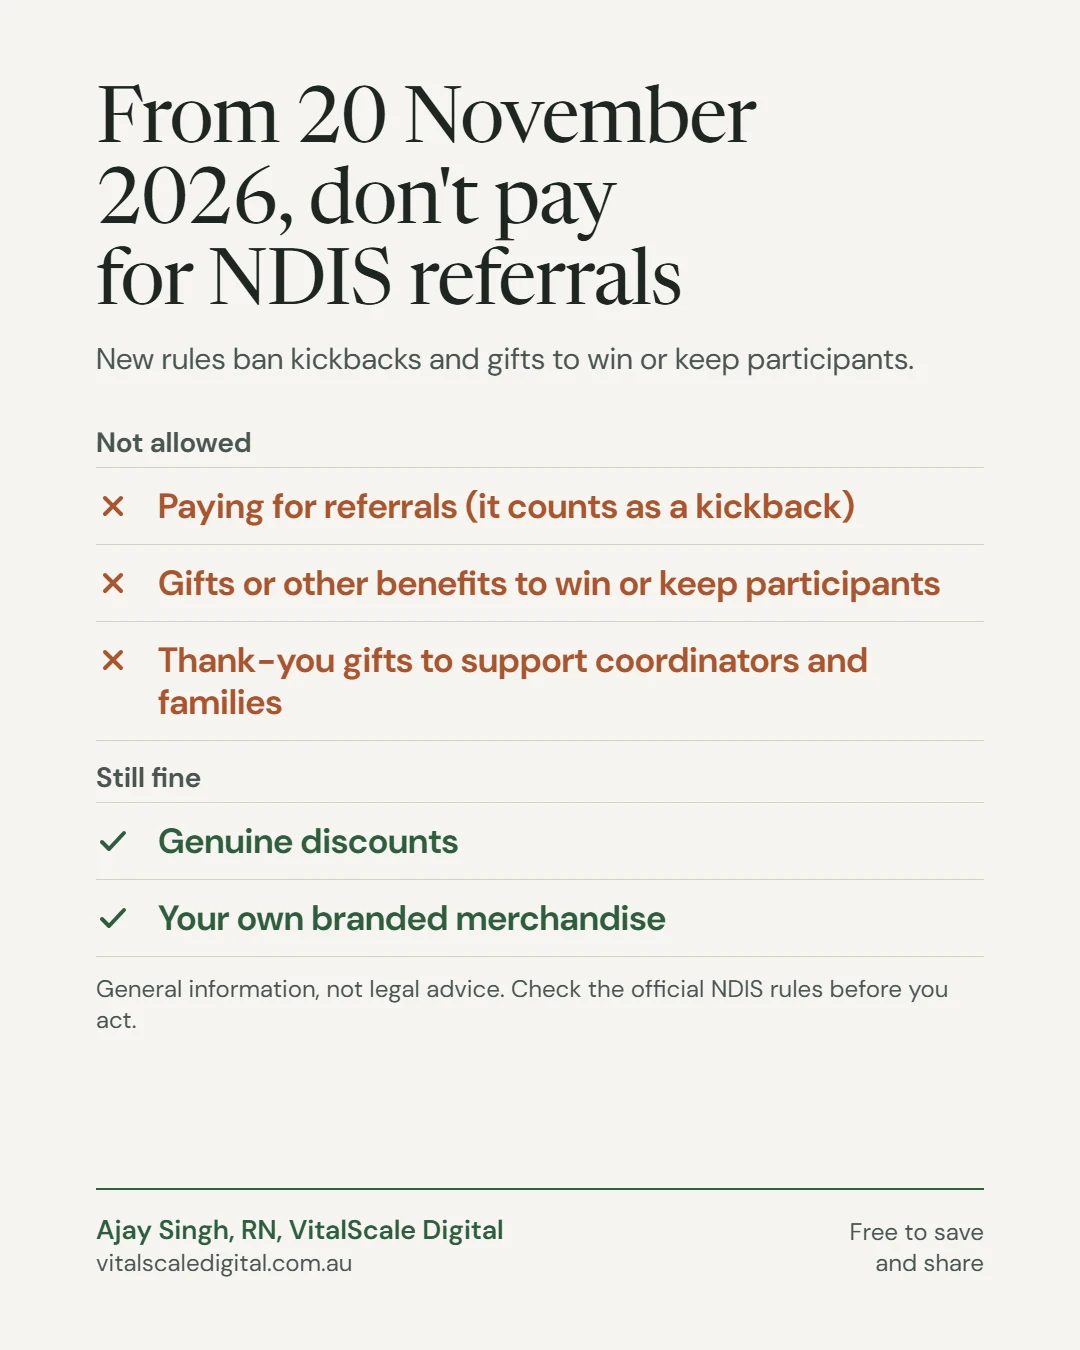 From 20 November
2026, don't pay
for NDIS referrals
New rules ban kickbacks and gifts to win or keep participants.
Not allowed
Paying for referrals (it counts as a kickback)
Gifts or other benefits to win or keep participants
Thank-you gifts to support coordinators and
families
Still fine
Genuine discounts
Your own branded merchandise
General information, not legal advice. Check the official NDIS rules before you
act.
Ajay Singh, RN, VitalScale Digital
vitalscaledigital.com.au
Free to save
and share